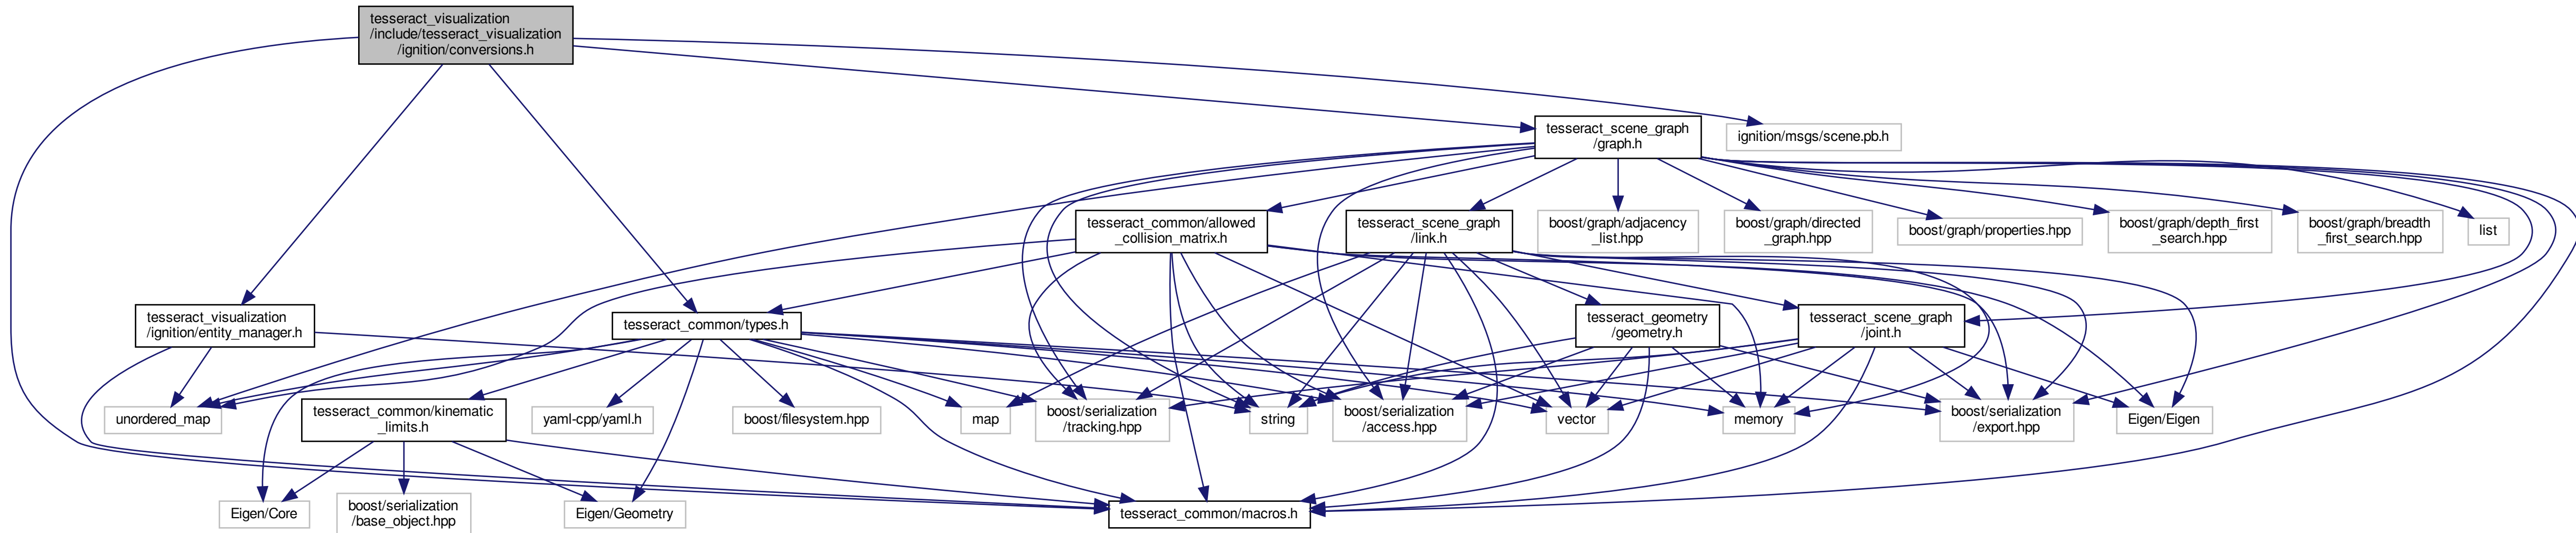 tesseract_visualization
/include/tesseract_visualization
/ignition/conversions.h
tesseract_scene_graph
/graph.h
ignition/msgs/scene.pb.h
tesseract_common/allowed
_collision_matrix.h
tesseract_scene_graph
/link.h
boost/graph/adjacency
_list.hpp
boost/graph/directed
_graph.hpp
boost/graph/properties.hpp
boost/graph/depth_first
_search.hpp
boost/graph/breadth
_first_search.hpp
list
tesseract_visualization
/ignition/entity_manager.h
tesseract_common/types.h
tesseract_geometry
/geometry.h
tesseract_scene_graph
/joint.h
unordered_map
tesseract_common/kinematic
_limits.h
yaml-cpp/yaml.h
boost/filesystem.hpp
map
boost/serialization
/tracking.hpp
string
boost/serialization
/access.hpp
vector
memory
boost/serialization
/export.hpp
Eigen/Eigen
Eigen/Core
boost/serialization
/base_object.hpp
Eigen/Geometry
tesseract_common/macros.h